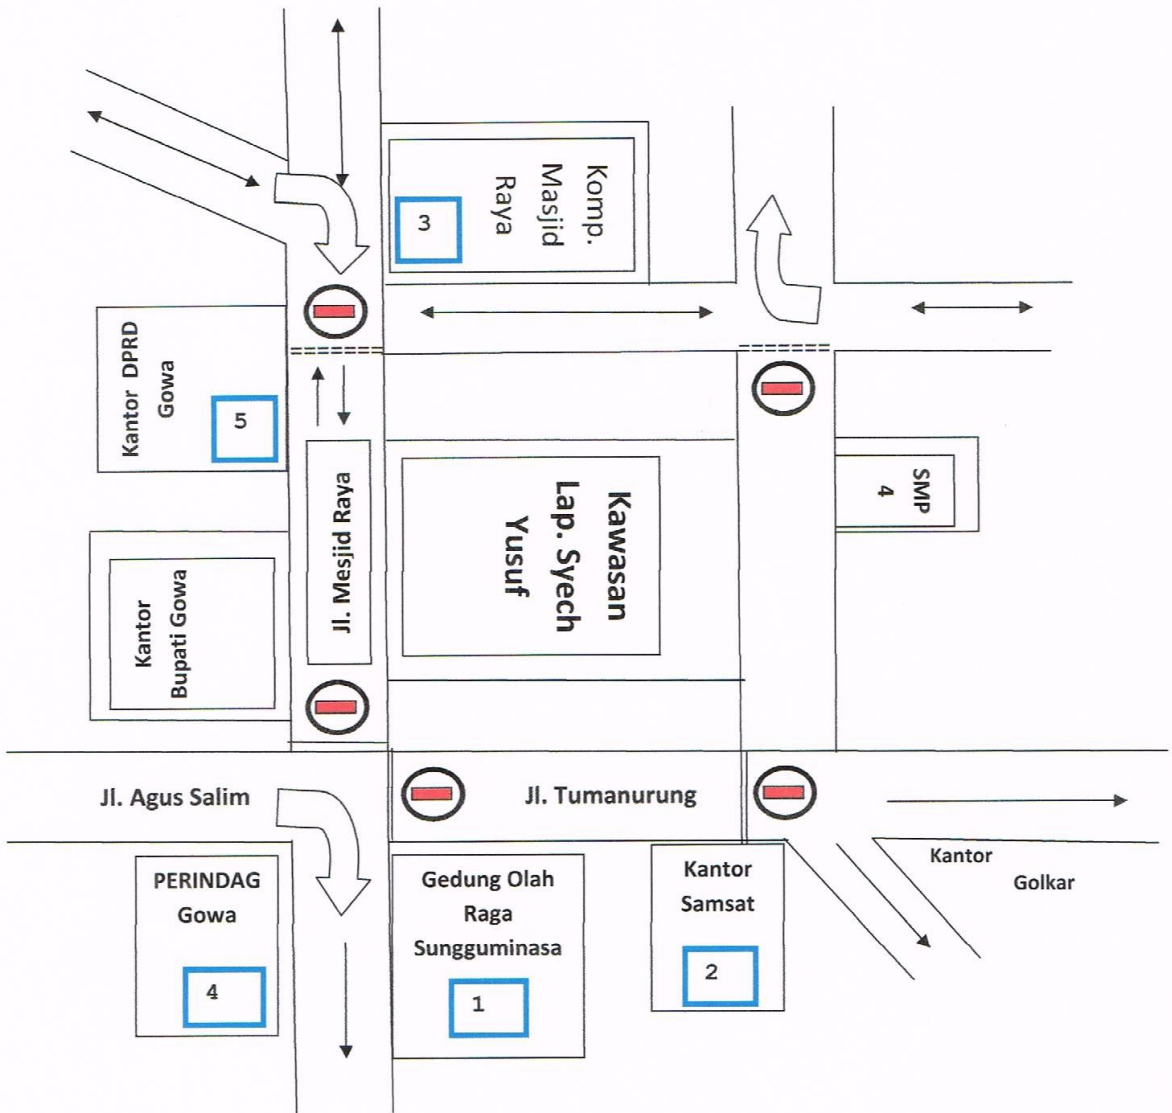 Komp.
Masjid
Raya
3
Kantor DPRD
Gowa
5
Jl. Mesjid Raya
Kawasan
Lap. Syech
Yusuf
SMP
4
Kantor
Bupati Gowa
Jl. Agus Salim
Jl. Tumanurung
PERINDAG
Gowa
4
Gedung Olah
Raga
Sungguminasa
1
Kantor
Samsat
2
Kantor
Golkar